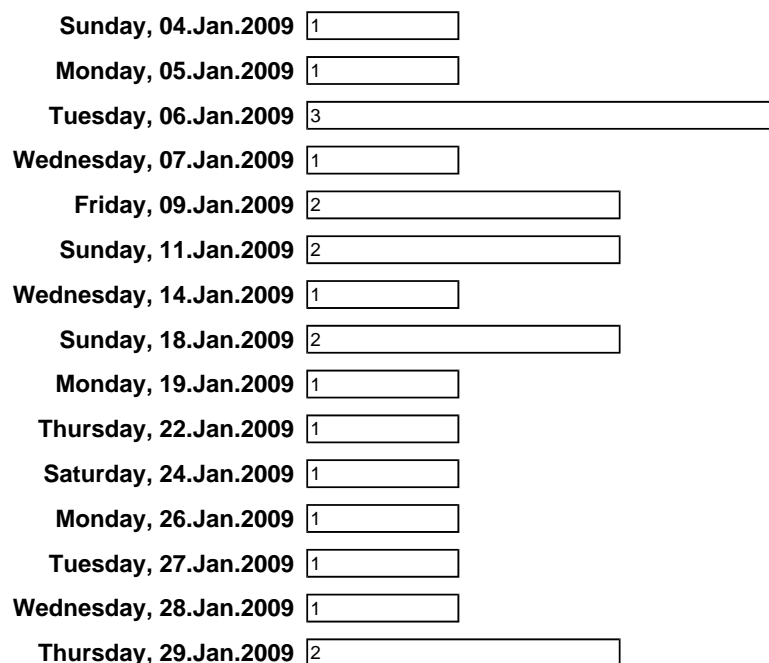 Sunday, 04.Jan.2009 1
Monday, 05.Jan.2009 1
Tuesday, 06.Jan.2009 3
Wednesday, 07.Jan.2009 1
Friday, 09.Jan.2009 2
Sunday, 11.Jan.2009 2
Wednesday, 14.Jan.2009 1
Sunday, 18.Jan.2009 2
Monday, 19.Jan.2009 1
Thursday, 22.Jan.2009 1
Saturday, 24.Jan.2009 1
Monday, 26.Jan.2009 1
Tuesday, 27.Jan.2009 1
Wednesday, 28.Jan.2009 1
Thursday, 29.Jan.2009 2